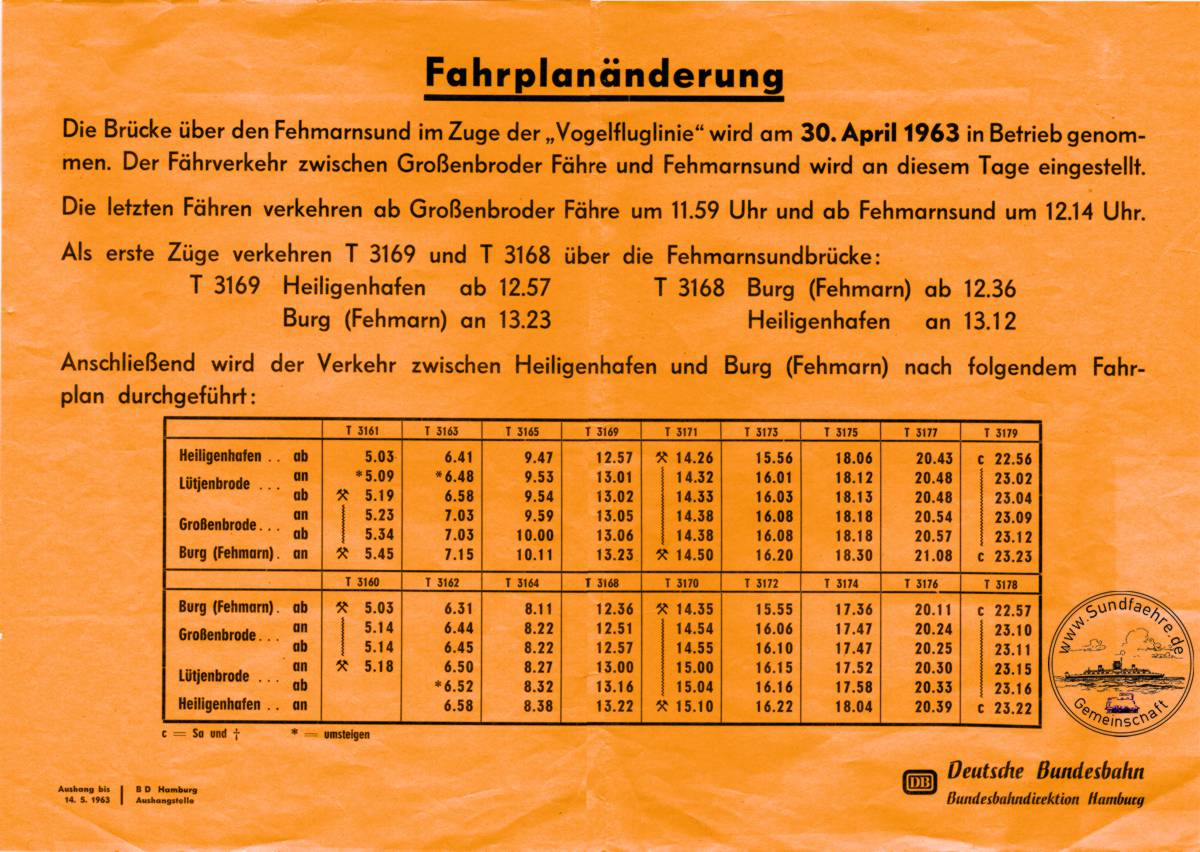 Fahrplanänderung
Die Brücke über den Fehmarnsund im Zuge der „Vogelfluglinie“ wird am 30. April 1963 in Betrieb genom-
men. Der Fährverkehr zwischen Großenbroder Fähre und Fehmarnsund wird an diesem Tage eingestellt.
Die letzten Fähren verkehren ab Großenbroder Fähre um 11.59 Uhr und ab Fehmarnsund um 12.14 Uhr.
Als erste Züge verkehren T 3169 und T 3168 über die Fehmarnsundbrücke:
T 3169 Heiligenhafen ab 12.57 T 3168 Burg (Fehmarn) ab 12.36
Burg (Fehmarn) an 13.23 Heiligenhafen an 13.12
Anschließend wird der Verkehr zwischen Heiligenhafen und Burg (Fehmarn) nach folgendem Fahr-
plan durchgeführt:
T 3161 T 3163 T 3165 T 3169 T 3171 T 3173 T 3175 T 3177 T 3179
Heiligenhafen .. ab 5.03 6.41 9.47 12.57 ⚒ 14.26 15.56 18.06 20.43 c 22.56
Lütjenbrode ... an *5.09 *6.48 9.53 13.01 14.32 16.01 18.12 20.48 23.02
ab ⚒ 5.19 6.58 9.54 13.02 14.33 16.03 18.13 20.48 23.04
Großenbrode... an 5.23 7.03 9.59 13.05 14.38 16.08 18.18 20.54 23.09
ab 5.34 7.03 10.00 13.06 14.38 16.08 18.18 20.57 23.12
Burg (Fehmarn). an ⚒ 5.45 7.15 10.11 13.23 ⚒ 14.50 16.20 18.30 21.08 c 23.23
T 3160 T 3162 T 3164 T 3168 T 3170 T 3172 T 3174 T 3176 T 3178
Burg (Fehmarn). ab ⚒ 5.03 6.31 8.11 12.36 ⚒ 14.35 15.55 17.36 20.11 c 22.57
Großenbrode... an 5.14 6.44 8.22 12.51 14.54 16.06 17.47 20.24 23.10
ab 5.14 6.45 8.22 12.57 14.55 16.10 17.47 20.25 23.11
Lütjenbrode ... an ⚒ 5.18 6.50 8.27 13.00 15.00 16.15 17.52 20.30 23.15
ab *6.52 8.32 13.16 15.04 16.16 17.58 20.33 23.16
Heiligenhafen .. an 6.58 8.38 13.22 ⚒ 15.10 16.22 18.04 20.39 c 23.22
c = Sa und † * = umsteigen
www.Sundfaehre.de
Gemeinschaft
Aushang bis
14. 5. 1963
B D Hamburg
Aushangstelle
DB
Deutsche Bundesbahn
Bundesbahndirektion Hamburg